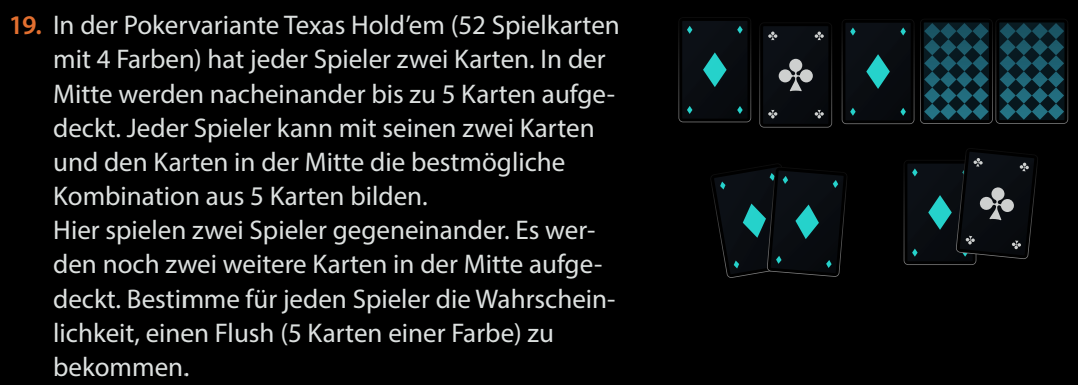 19. In der Pokervariante Texas Hold’em (52 Spielkarten
mit 4 Farben) hat jeder Spieler zwei Karten. In der
Mitte werden nacheinander bis zu 5 Karten aufge-
deckt. Jeder Spieler kann mit seinen zwei Karten
und den Karten in der Mitte die bestmögliche
Kombination aus 5 Karten bilden.
Hier spielen zwei Spieler gegeneinander. Es wer-
den noch zwei weitere Karten in der Mitte aufge-
deckt. Bestimme für jeden Spieler die Wahrschein-
lichkeit, einen Flush (5 Karten einer Farbe) zu
bekommen.